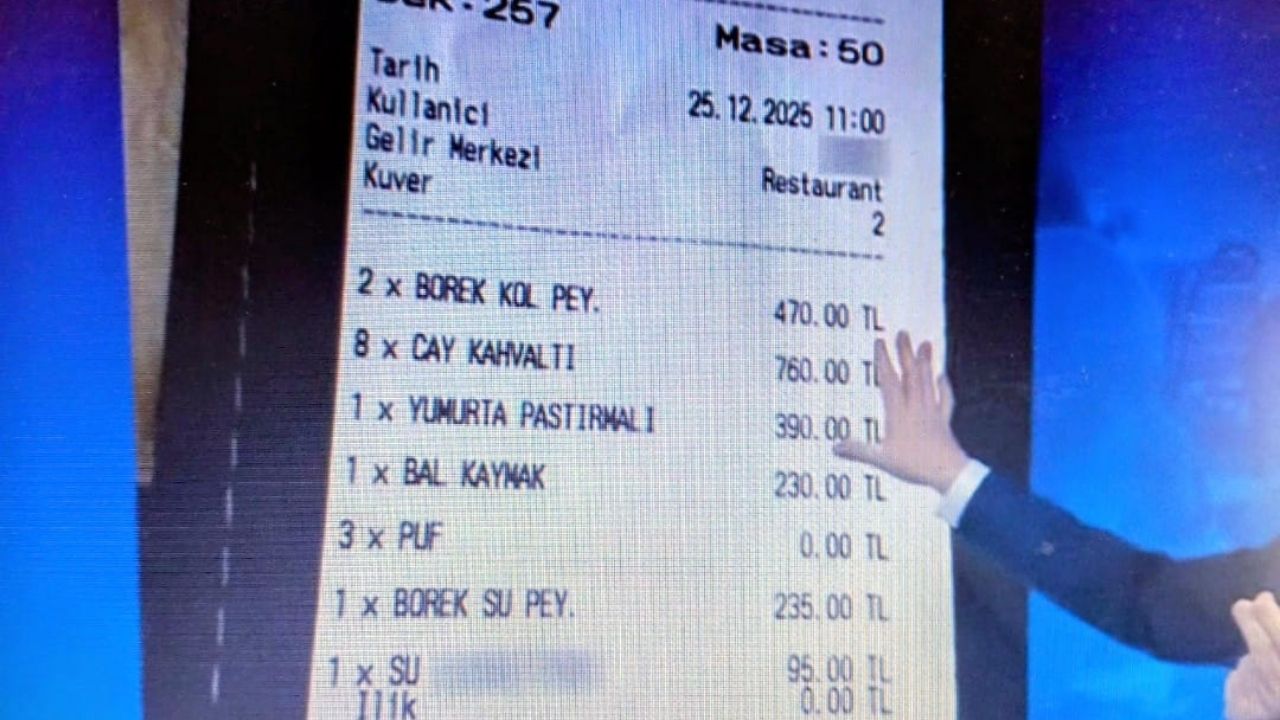 257
Masa:50
Tarih 25.12.2025 11:00
Kullanici
Gelir Merkezi Restaurant
Kuver 2
2 x BOREK KOL PEY. 470.00 TL
8 x CAY KAHVALTI 760.00 TL
1 x YUMURTA PASTIRMALI 390.00 TL
1 x BAL KAYMAK 230.00 TL
3 x PUF 0.00 TL
1 x BOREK SU PEY. 235.00 TL
1 x SU 95.00 TL
Ilik 0.00 TL